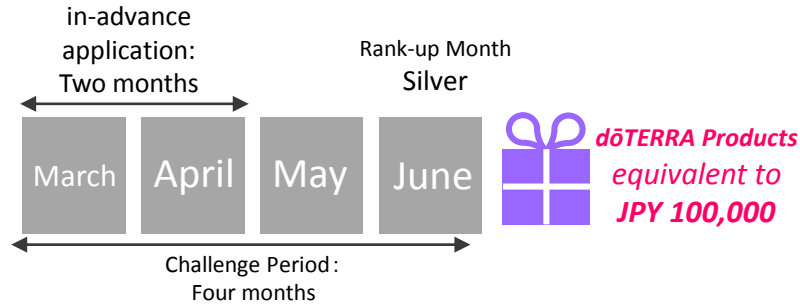 in-advance
application:
Two months
Rank-up Month
Silver
March
April
May
June
dōTERRA Products
equivalent to
JPY 100,000
Challenge Period :
Four months